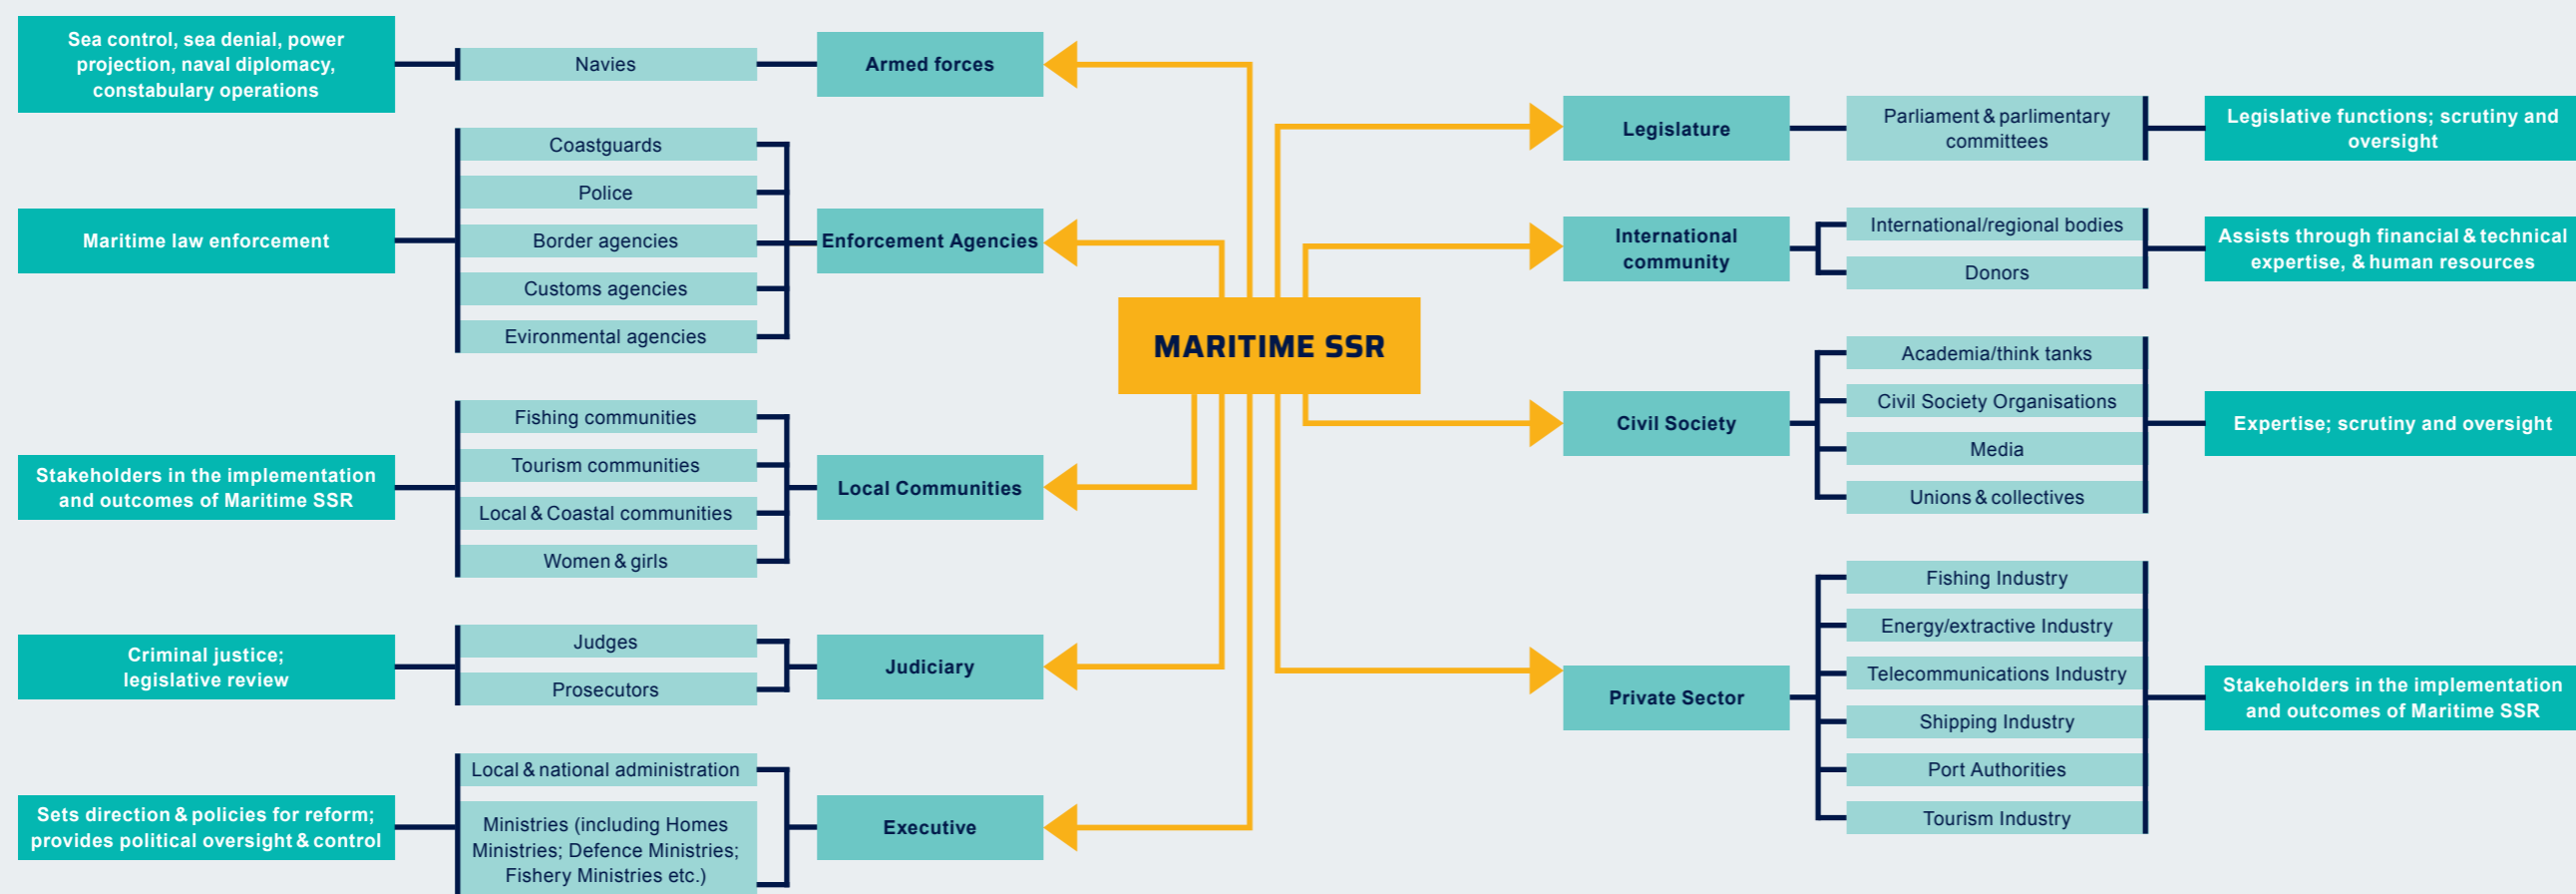 Sea control, sea denial, power
projection, naval diplomacy,
constabulary operations
Navies
Armed forces
Maritime law enforcement
Coastguards
Police
Border agencies
Customs agencies
Evironmental agencies
Enforcement Agencies
Stakeholders in the implementation
and outcomes of Maritime SSR
Fishing communities
Tourism communities
Local & Coastal communities
Women & girls
Local Communities
Criminal justice;
legislative review
Judges
Prosecutors
Judiciary
Sets direction & policies for reform;
provides political oversight & control
Local & national administration
Ministries (including Homes
Ministries; Defence Ministries;
Fishery Ministries etc.)
Executive
MARITIME SSR
Legislature
Parliament & parlimentary
committees
Legislative functions; scrutiny and
oversight
International
community
International/regional bodies
Donors
Assists through financial & technical
expertise, & human resources
Civil Society
Academia/think tanks
Civil Society Organisations
Media
Unions & collectives
Expertise; scrutiny and oversight
Private Sector
Fishing Industry
Energy/extractive Industry
Telecommunications Industry
Shipping Industry
Port Authorities
Tourism Industry
Stakeholders in the implementation
and outcomes of Maritime SSR